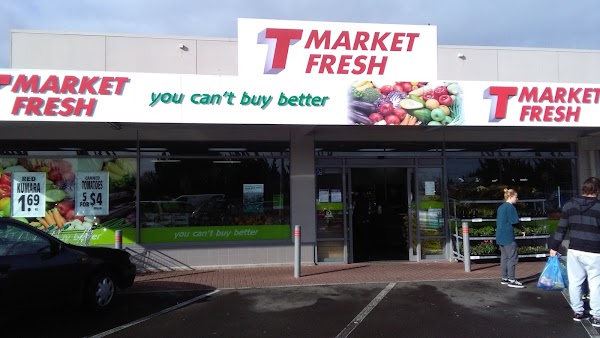 T MARKET
FRESH
T MARKET
FRESH
you can't buy better
T MARKET
FRESH
RED
KUMARA
1.69
TOMATOES
$4
you can't buy better